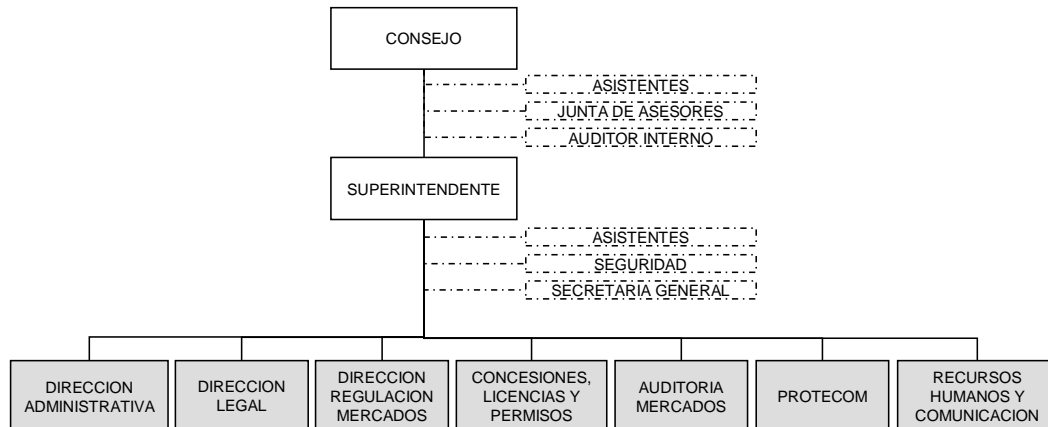 CONSEJO
ASISTENTES
JUNTA DE ASESORES
AUDITOR INTERNO
SUPERINTENDENTE
ASISTENTES
SEGURIDAD
SECRETARIA GENERAL
DIRECCION
ADMINISTRATIVA
DIRECCION
LEGAL
DIRECCION
REGULACION
MERCADOS
CONCESIONES,
LICENCIAS Y
PERMISOS
AUDITORIA
MERCADOS
PROTECOM
RECURSOS
HUMANOS Y
COMUNICACION